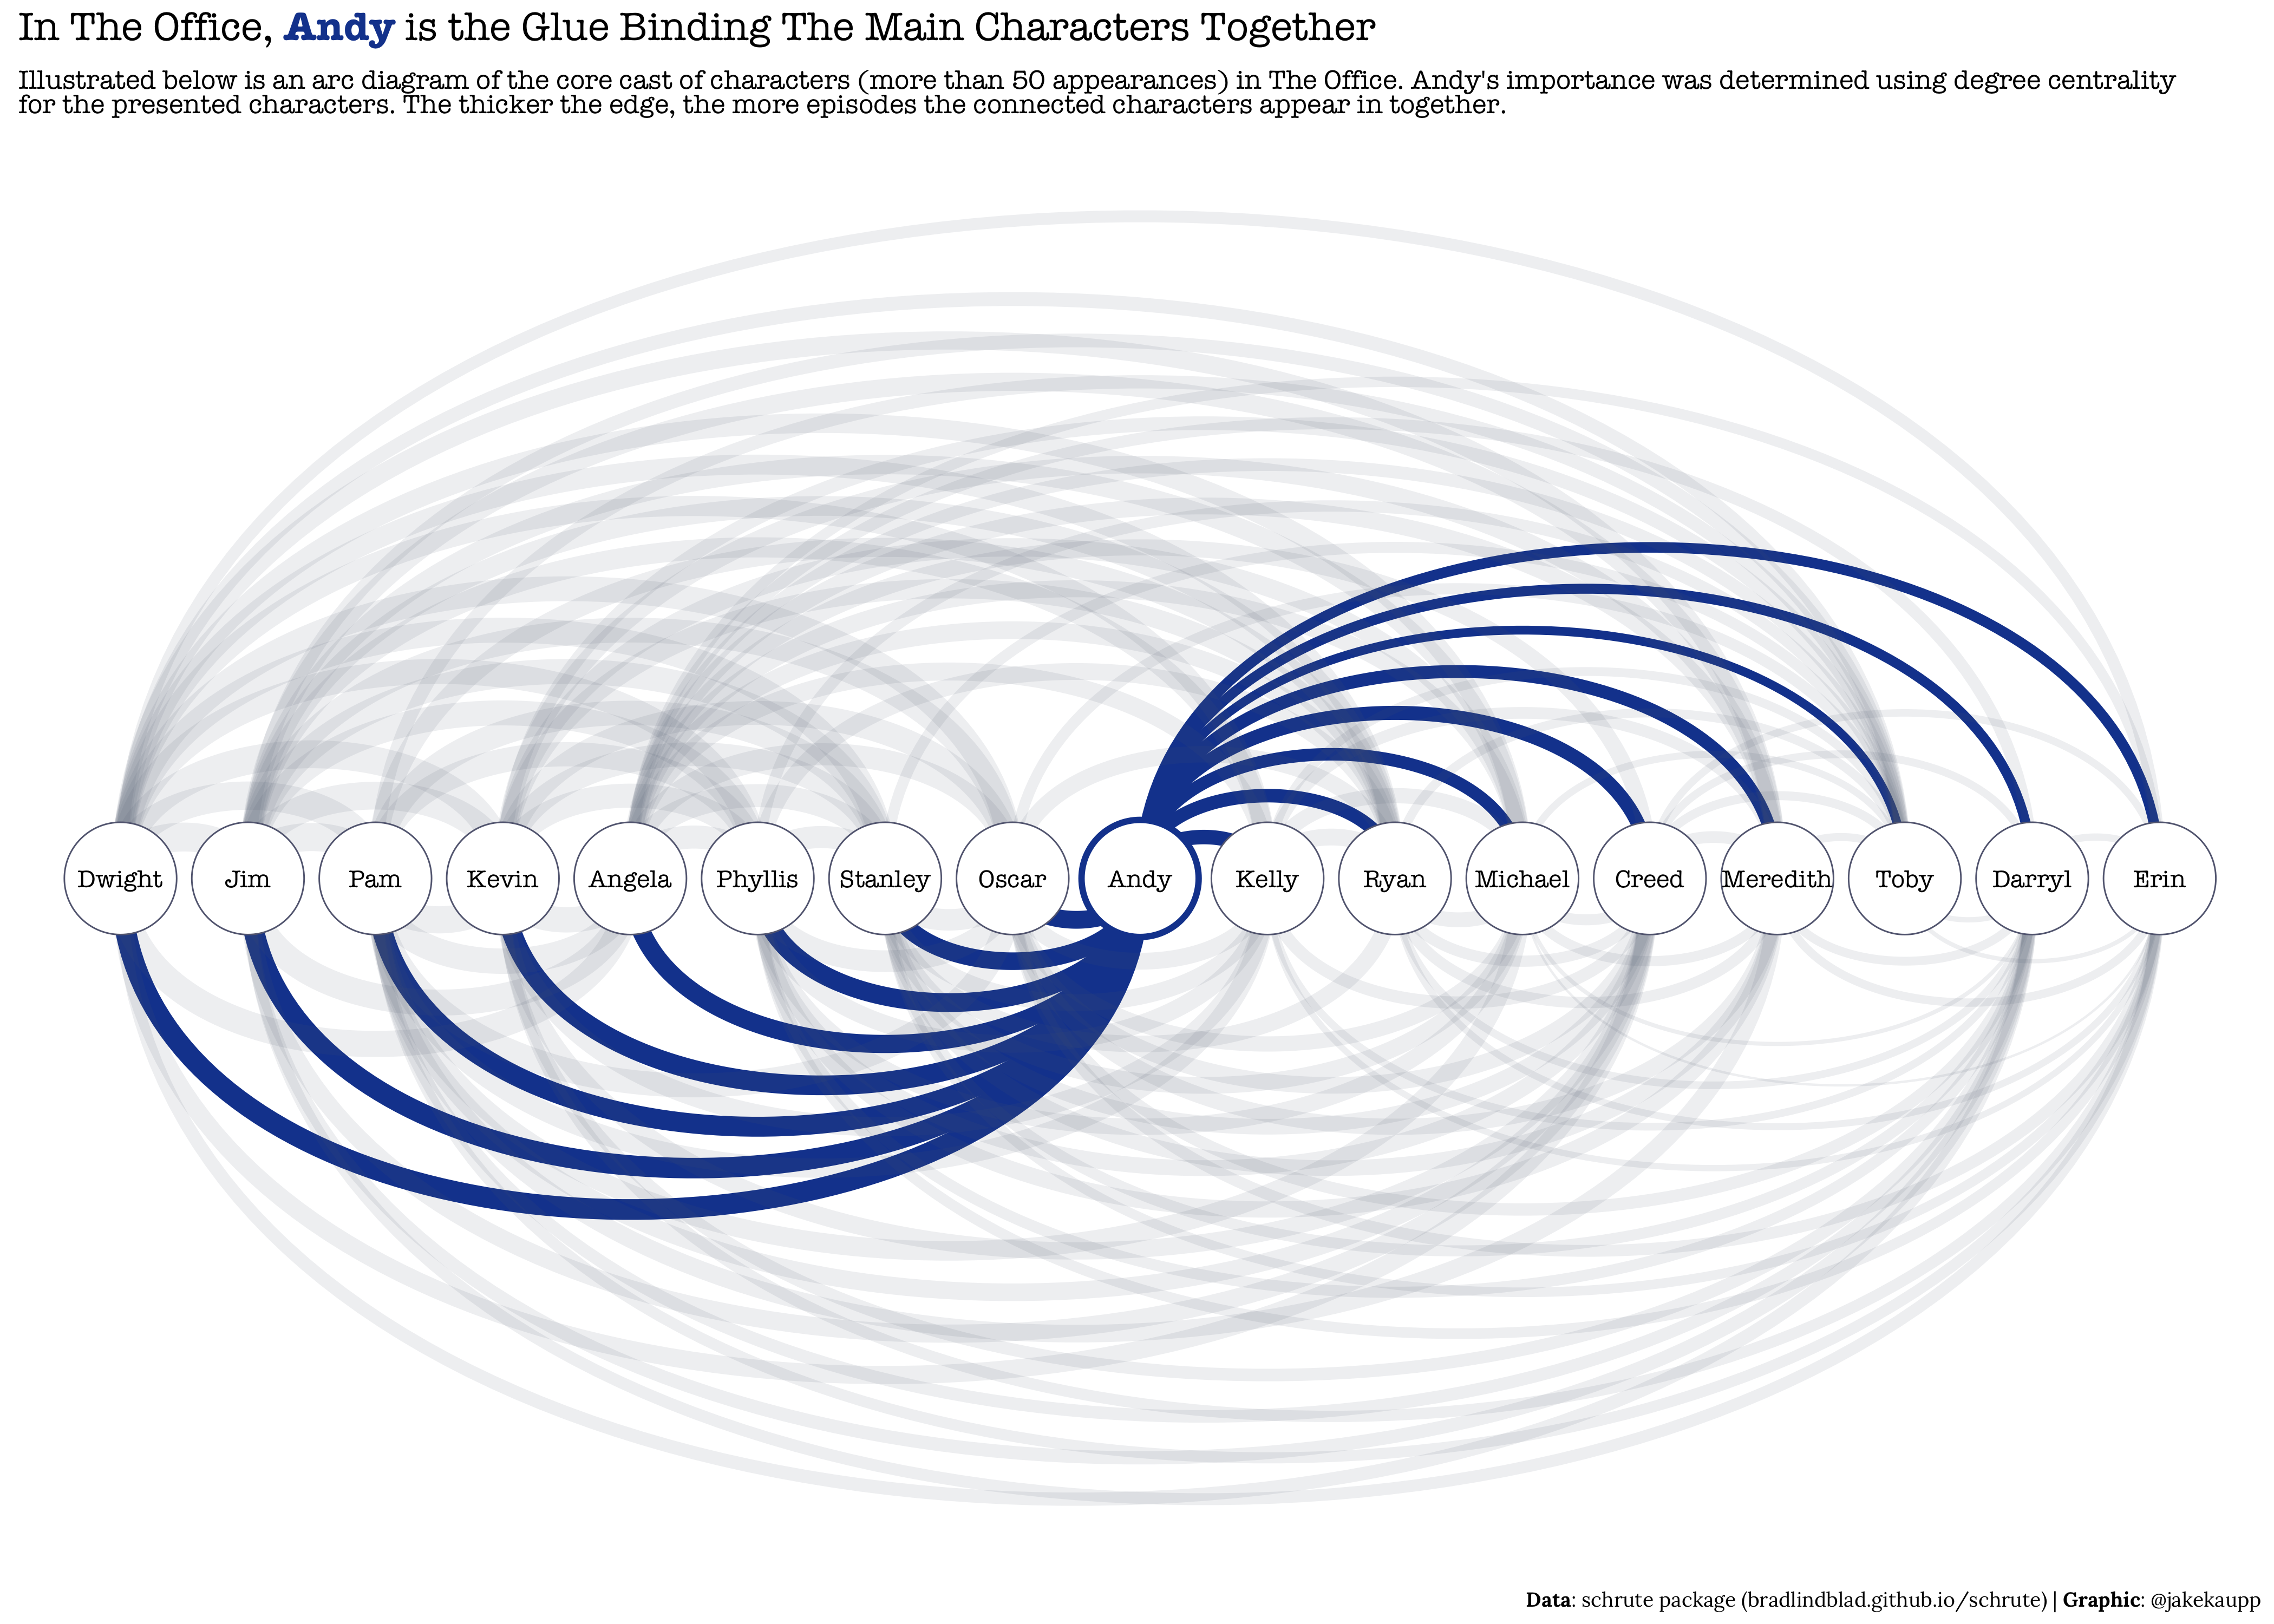 In The Office, Andy is the Glue Binding The Main Characters Together
Illustrated below is an arc diagram of the core cast of characters (more than 50 appearances) in The Office. Andy's importance was determined using degree centrality
for the presented characters. The thicker the edge, the more episodes the connected characters appear in together.
Dwight Jim Pam Kevin Angela Phyllis Stanley Oscar Andy Kelly Ryan Michael Creed Meredith Toby Darryl Erin
Data: schrute package (bradlindblad.github.io/schrute) | Graphic: @jakekaupp